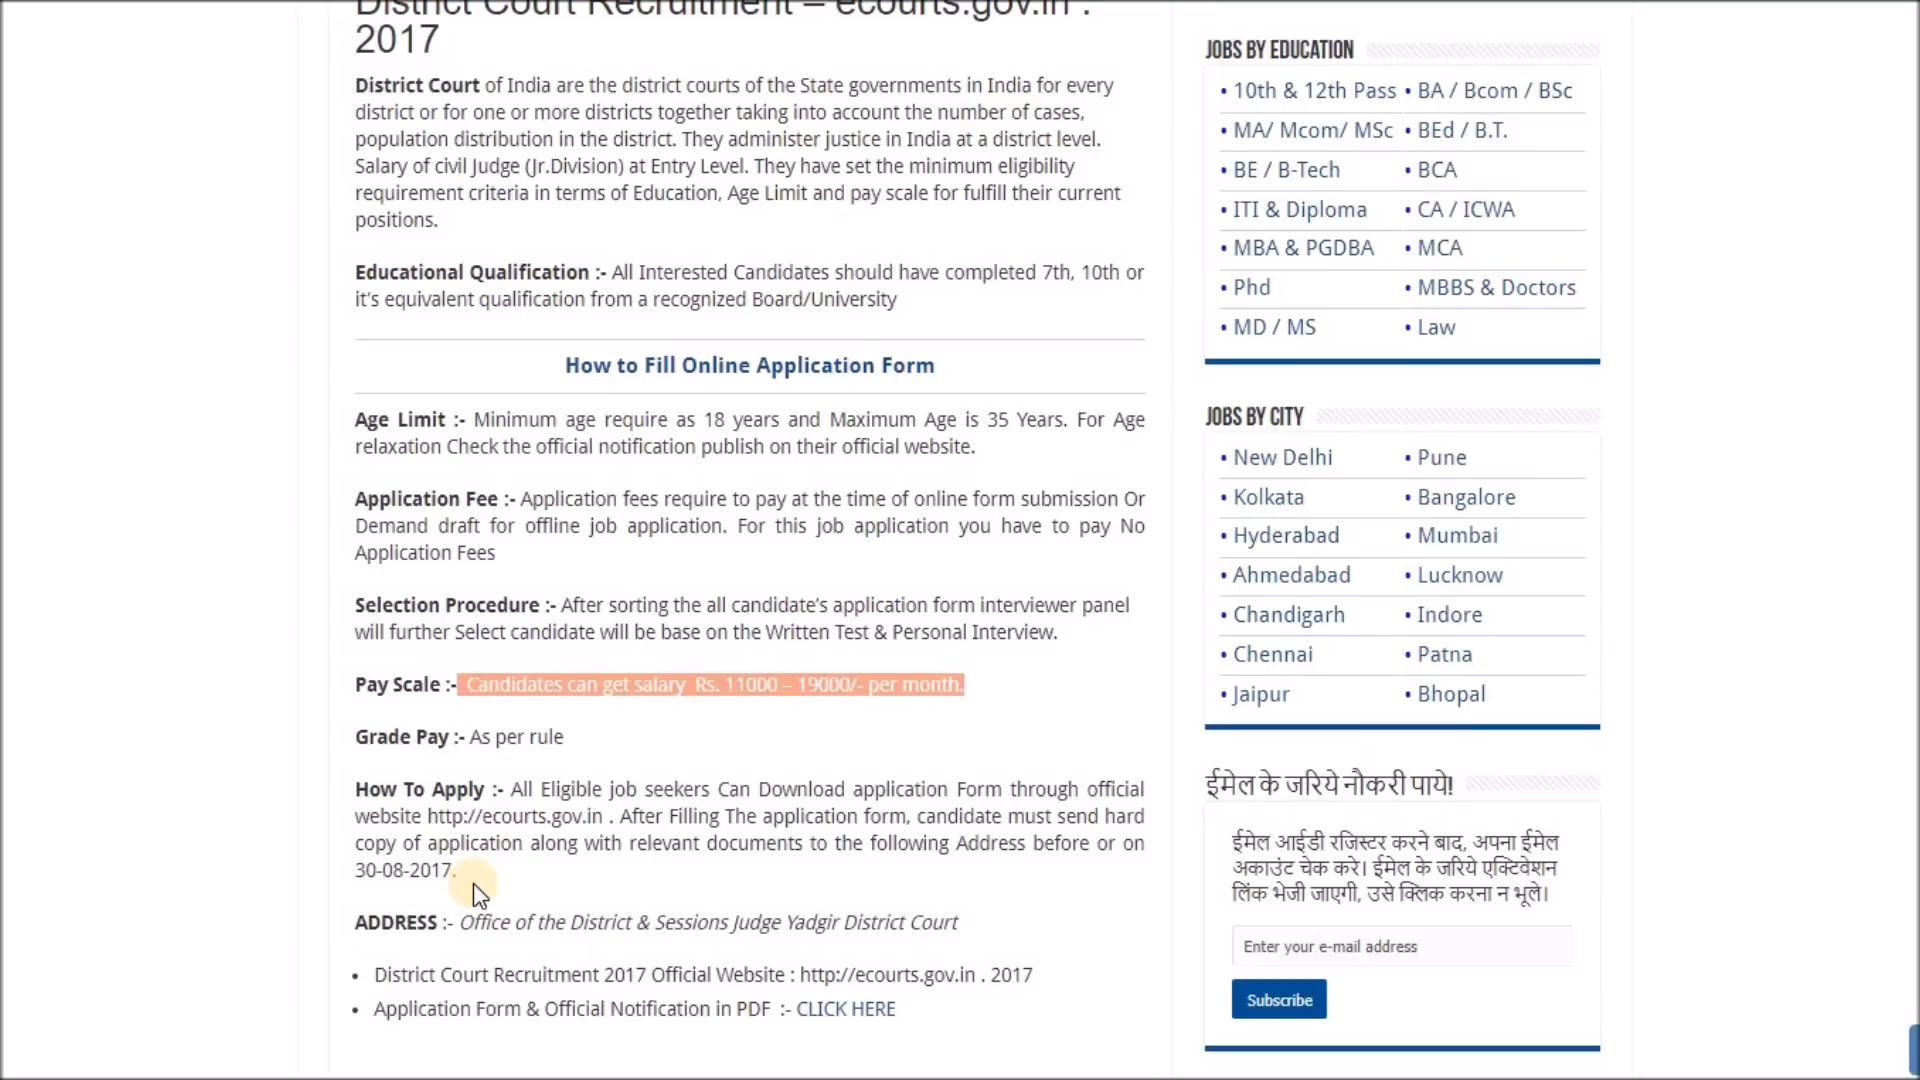 District Court Recruitment – ecourts.gov.in .
2017
District Court of India are the district courts of the State governments in India for every
district or for one or more districts together taking into account the number of cases,
population distribution in the district. They administer justice in India at a district level.
Salary of civil Judge (Jr.Division) at Entry Level. They have set the minimum eligibility
requirement criteria in terms of Education, Age Limit and pay scale for fulfill their current
positions.
Educational Qualification :- All Interested Candidates should have completed 7th, 10th or
it's equivalent qualification from a recognized Board/University
How to Fill Online Application Form
Age Limit :- Minimum age require as 18 years and Maximum Age is 35 Years. For Age
relaxation Check the official notification publish on their official website.
Application Fee :- Application fees require to pay at the time of online form submission Or
Demand draft for offline job application. For this job application you have to pay No
Application Fees
Selection Procedure :- After sorting the all candidate's application form interviewer panel
will further Select candidate will be base on the Written Test & Personal Interview.
Pay Scale :- Candidates can get salary Rs. 11000 – 19000/- per month.
Grade Pay :- As per rule
How To Apply :- All Eligible job seekers Can Download application Form through official
website http://ecourts.gov.in . After Filling The application form, candidate must send hard
copy of application along with relevant documents to the following Address before or on
30-08-2017.
ADDRESS :- Office of the District & Sessions Judge Yadgir District Court
• District Court Recruitment 2017 Official Website : http://ecourts.gov.in . 2017
• Application Form & Official Notification in PDF :- CLICK HERE
JOBS BY EDUCATION
• 10th & 12th Pass • BA / Bcom / BSc
• MA/ Mcom/ MSc • BEd / B.T.
• BE / B-Tech • BCA
• ITI & Diploma • CA / ICWA
• MBA & PGDBA • MCA
• Phd • MBBS & Doctors
• MD / MS • Law
JOBS BY CITY
• New Delhi • Pune
• Kolkata • Bangalore
• Hyderabad • Mumbai
• Ahmedabad • Lucknow
• Chandigarh • Indore
• Chennai • Patna
• Jaipur • Bhopal
ईमेल के जरिये नौकरी पाये!
ईमेल आईडी रजिस्टर करने बाद, अपना ईमेल
अकाउंट चेक करे। ईमेल के जरिये एक्टिवेशन
लिंक भेजी जाएगी, उसे क्लिक करना न भूले।
Enter your e-mail address
Subscribe